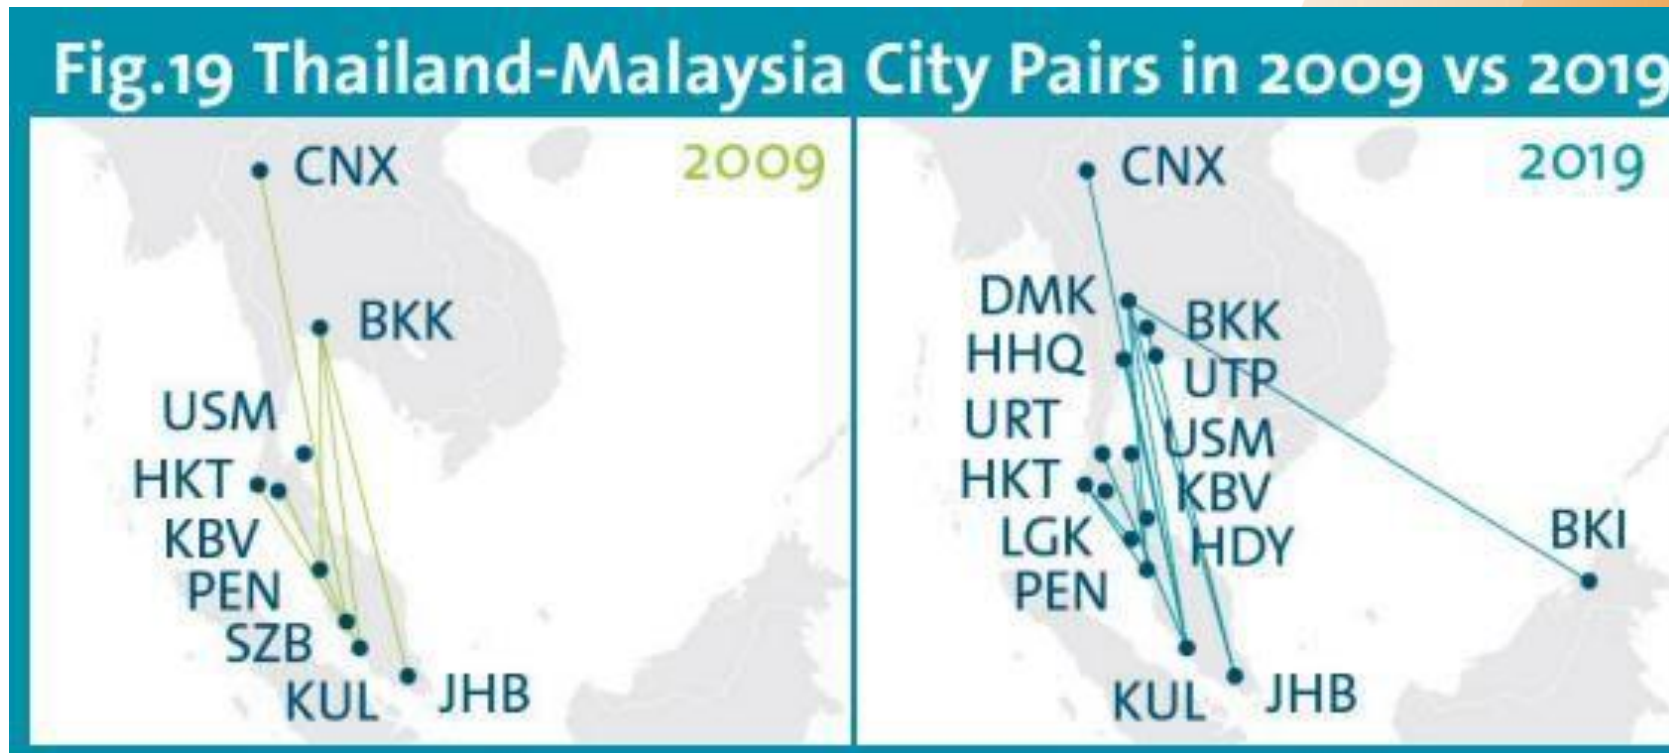 Fig.19 Thailand-Malaysia City Pairs in 2009 vs 2019
2009
CNX
BKK
USM
HKT
KBV
PEN
SZB
KUL
JHB
2019
CNX
DMK
BKK
HHQ
UTP
URT
USM
HKT
KBV
LGK
HDY
BKI
PEN
KUL
JHB